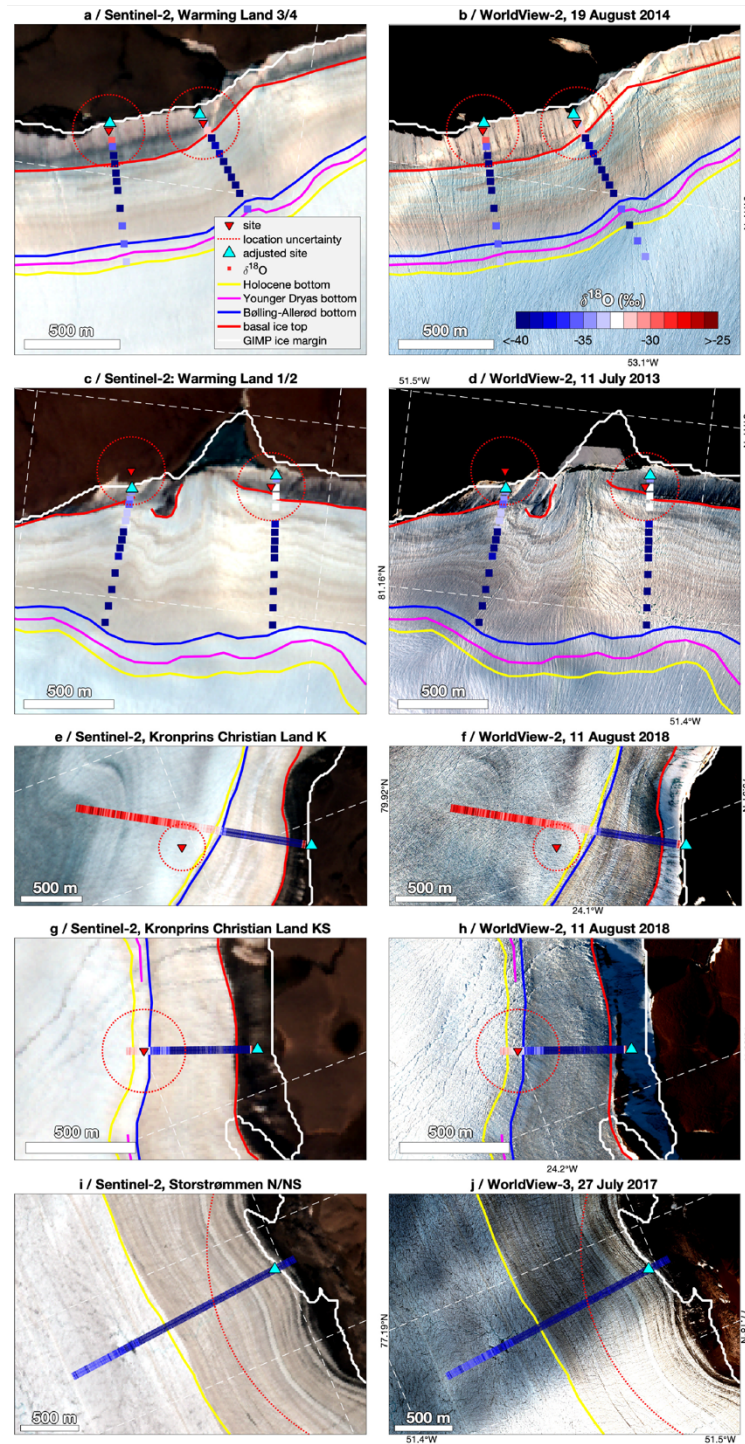 a / Sentinel-2, Warming Land 3/4
b / WorldView-2, 19 August 2014
site
location uncertainty
adjusted site
δ18O
Holocene bottom
Younger Dryas bottom
Bølling-Allerød bottom
basal ice top
GIMP ice margin
500 m
δ18O (‰)
<-40
-35
-30
>-25
500 m
53.1°W
c / Sentinel-2: Warming Land 1/2
d / WorldView-2, 11 July 2013
51.5°W
81.16°N
500 m
500 m
51.4°W
e / Sentinel-2, Kronprins Christian Land K
f / WorldView-2, 11 August 2018
79.92°N
500 m
500 m
24.1°W
g / Sentinel-2, Kronprins Christian Land KS
h / WorldView-2, 11 August 2018
500 m
500 m
24.2°W
i / Sentinel-2, Storstrømmen N/NS
j / WorldView-3, 27 July 2017
77.19°N
500 m
500 m
51.4°W
51.5°W